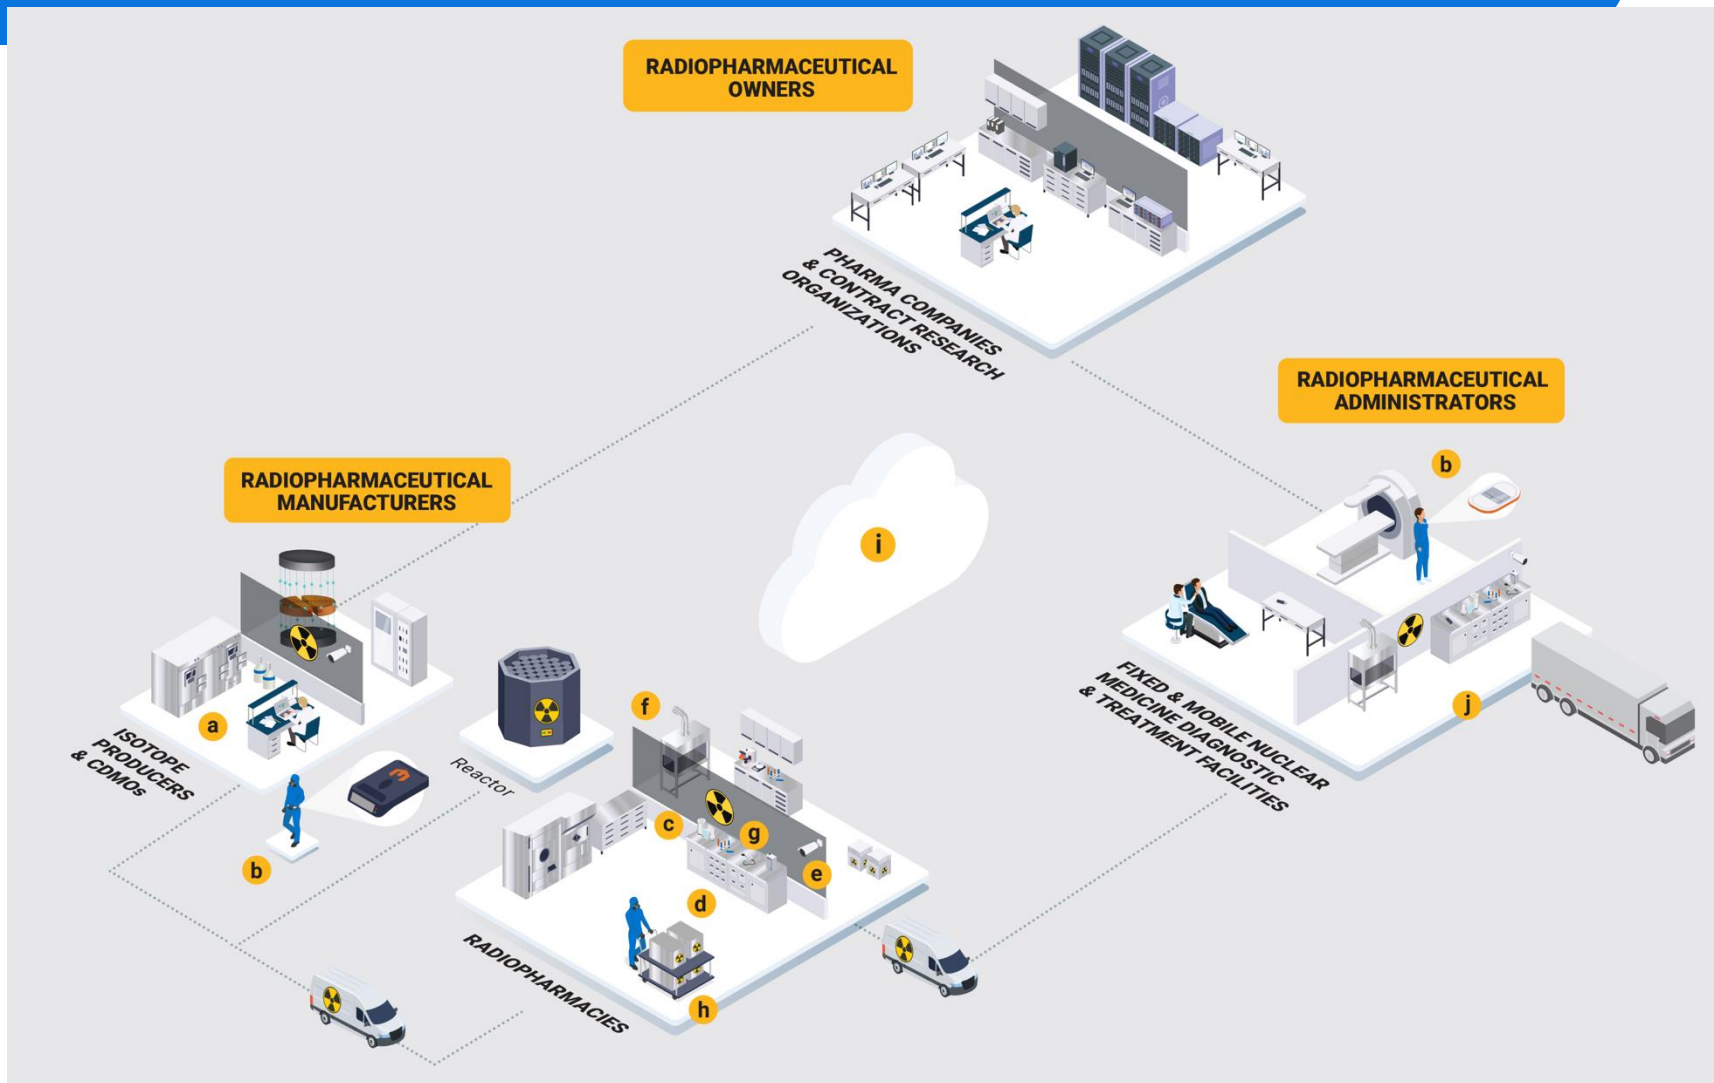 RADIOPHARMACEUTICAL
OWNERS
PHARMA COMPANIES
& CONTRACT RESEARCH
ORGANIZATIONS
RADIOPHARMACEUTICAL
ADMINISTRATORS
b
RADIOPHARMACEUTICAL
MANUFACTURERS
i
a
ISOTOPE
PRODUCERS
& CDMOs
b
Reactor
f
c
g
e
d
h
RADIOPHARMACIES
j
FIXED & MOBILE NUCLEAR
MEDICINE DIAGNOSTIC
& TREATMENT FACILITIES